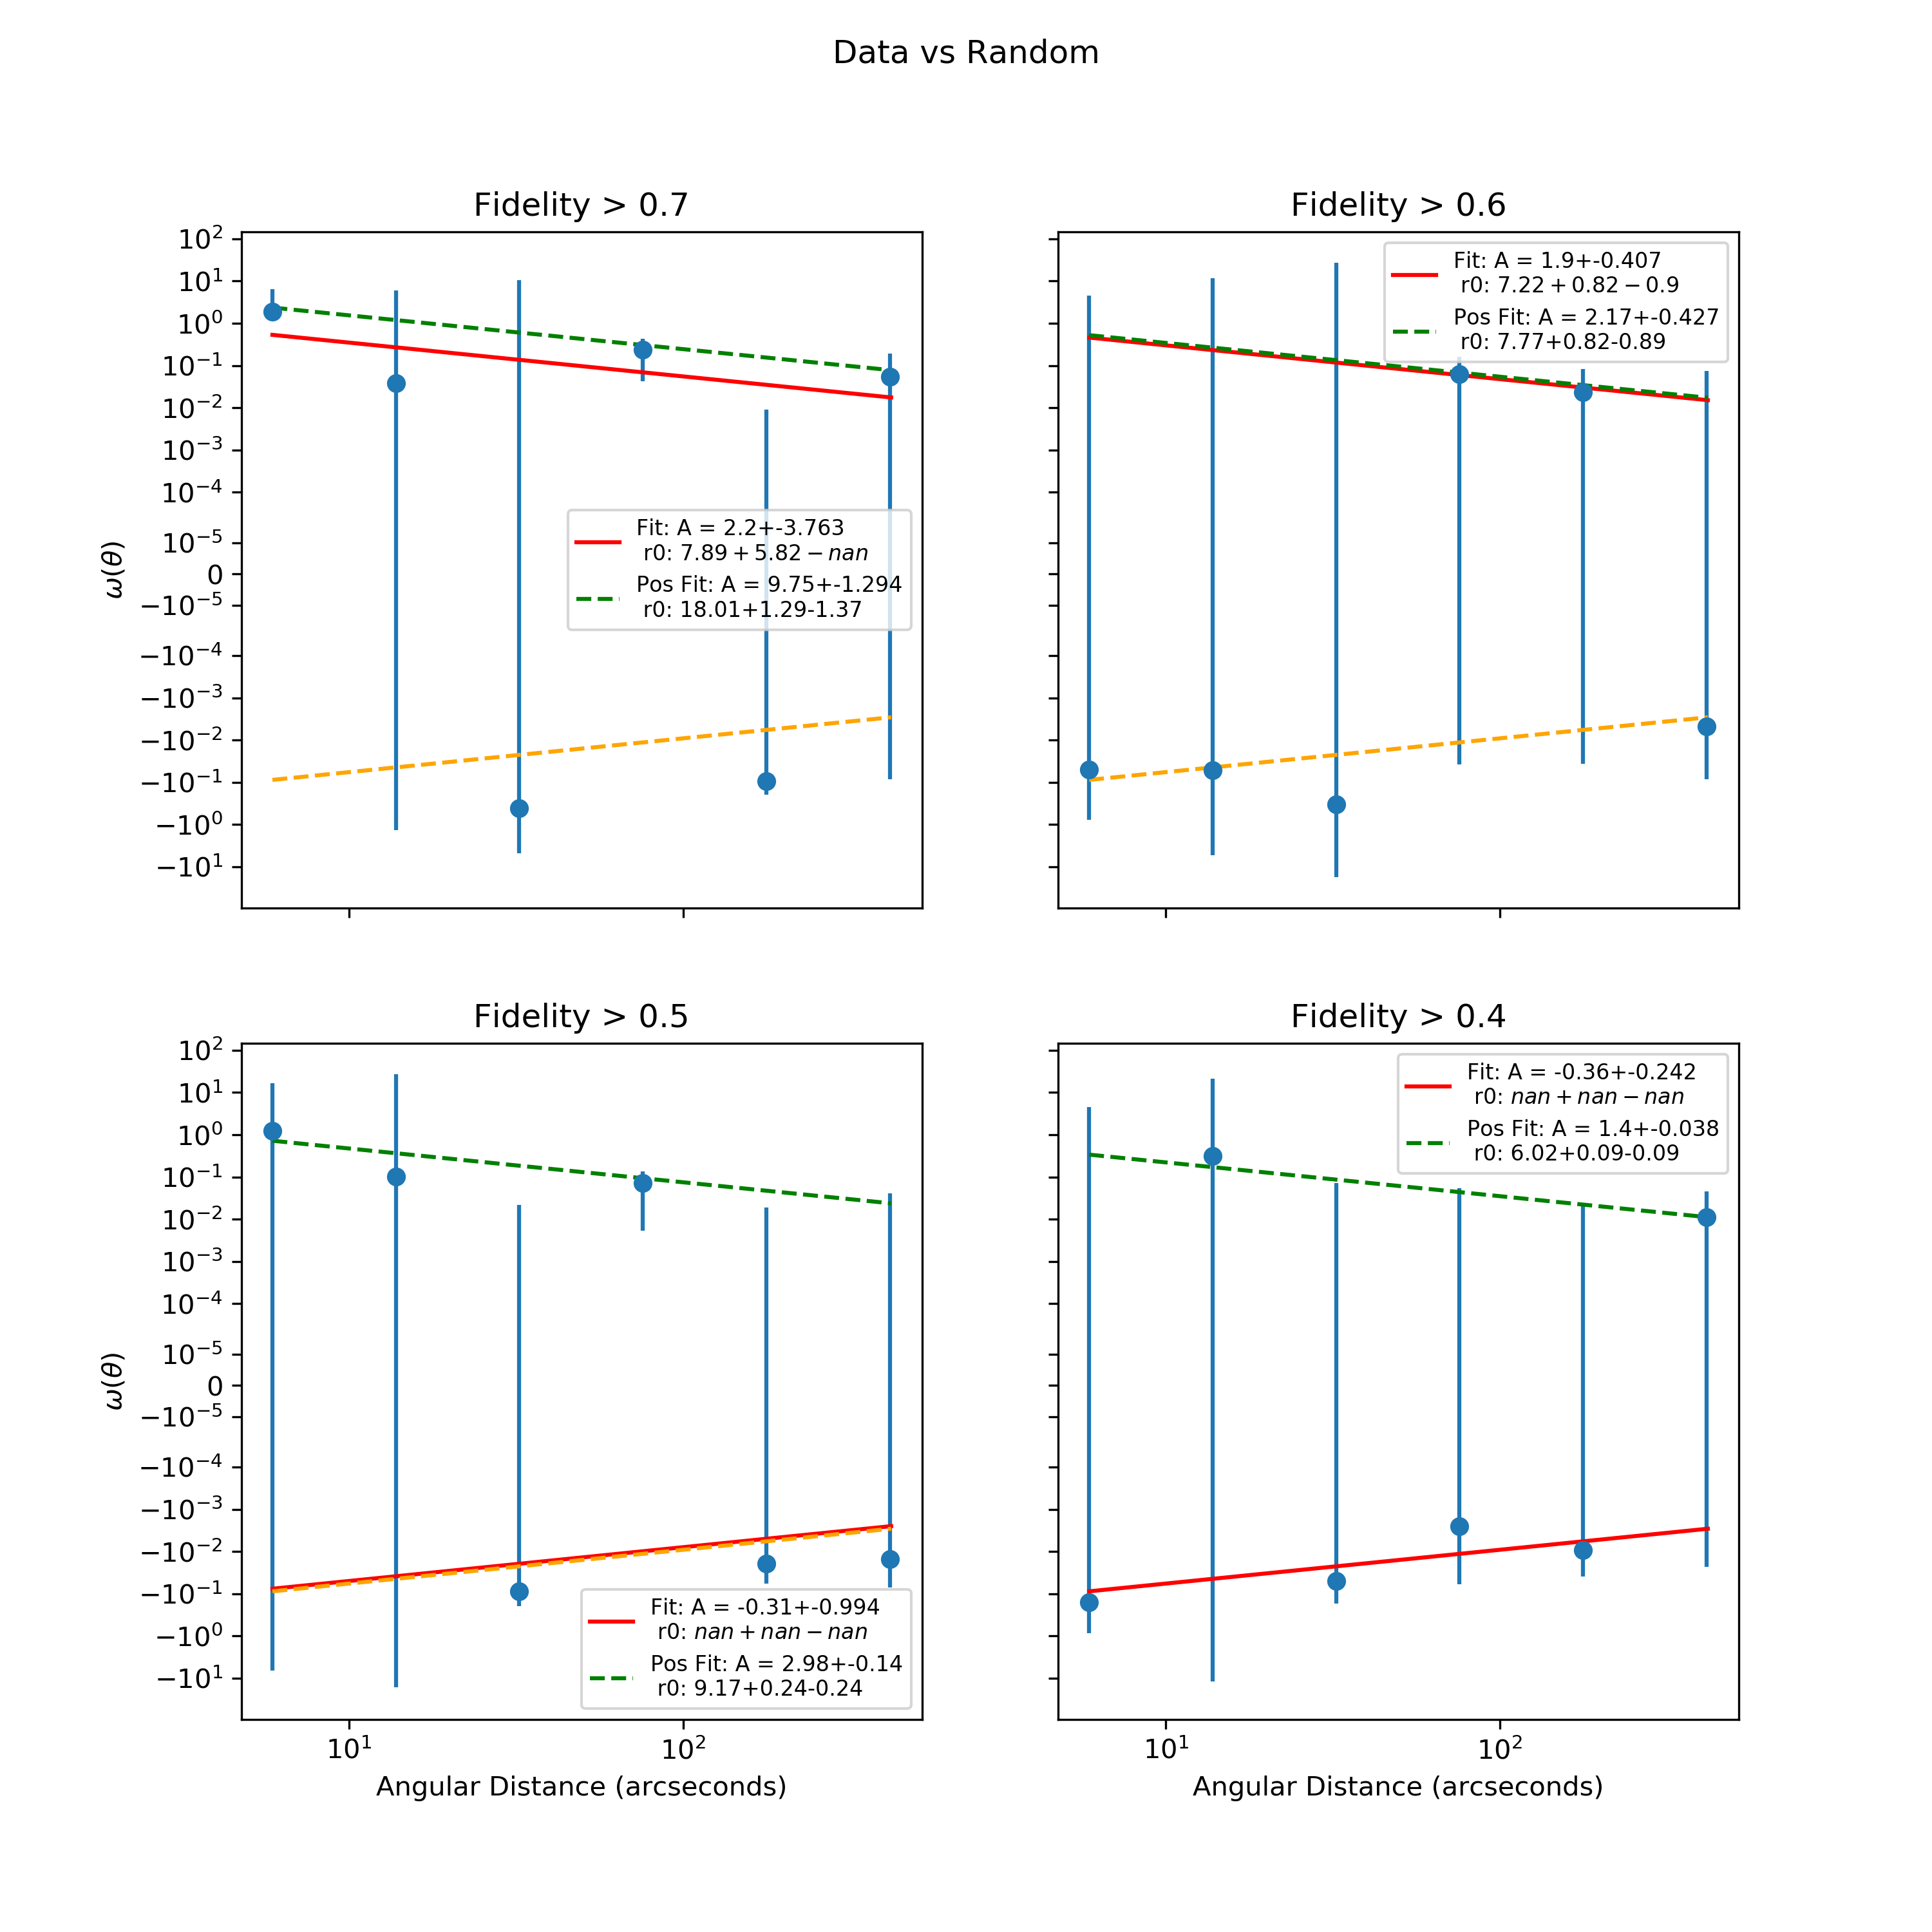 Data vs Random
Fidelity > 0.7
10²
10¹
10⁰
10⁻¹
10⁻²
10⁻³
10⁻⁴
10⁻⁵
0
−10⁻⁵
−10⁻⁴
−10⁻³
−10⁻²
−10⁻¹
−10⁰
−10¹
ω(θ)
Fit: A = 2.2+-3.763
r0: 7.89 + 5.82 − nan
Pos Fit: A = 9.75+-1.294
r0: 18.01+1.29-1.37
Fidelity > 0.6
Fit: A = 1.9+-0.407
r0: 7.22 + 0.82 − 0.9
Pos Fit: A = 2.17+-0.427
r0: 7.77+0.82-0.89
Fidelity > 0.5
10²
10¹
10⁰
10⁻¹
10⁻²
10⁻³
10⁻⁴
10⁻⁵
0
−10⁻⁵
−10⁻⁴
−10⁻³
−10⁻²
−10⁻¹
−10⁰
−10¹
ω(θ)
Fit: A = -0.31+-0.994
r0: nan + nan − nan
Pos Fit: A = 2.98+-0.14
r0: 9.17+0.24-0.24
10¹ 10²
Angular Distance (arcseconds)
Fidelity > 0.4
Fit: A = -0.36+-0.242
r0: nan + nan − nan
Pos Fit: A = 1.4+-0.038
r0: 6.02+0.09-0.09
10¹ 10²
Angular Distance (arcseconds)